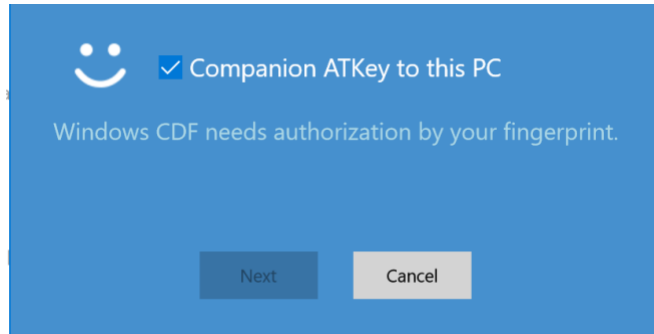 Companion ATKey to this PC
Windows CDF needs authorization by your fingerprint.
Next
Cancel